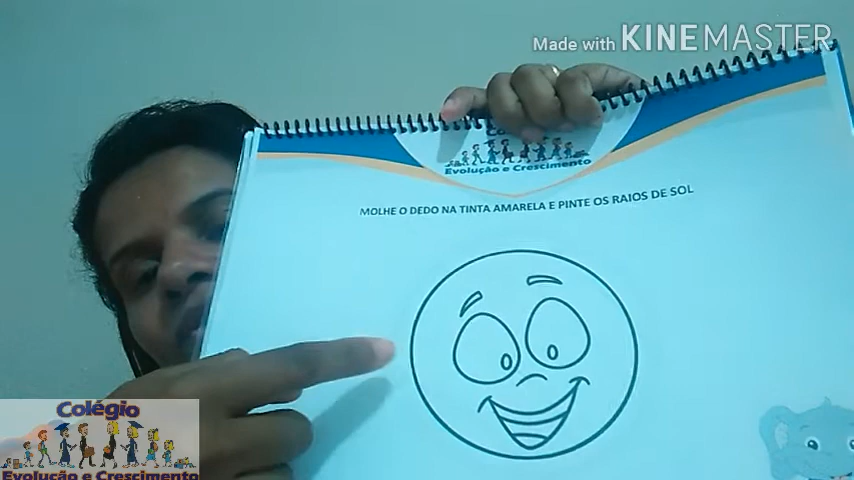 Made with KINEMASTER
Evolução e Crescimento
MOLHE O DEDO NA TINTA AMARELA E PINTE OS RAIOS DE SOL
Colégio
Evolução e Crescimento